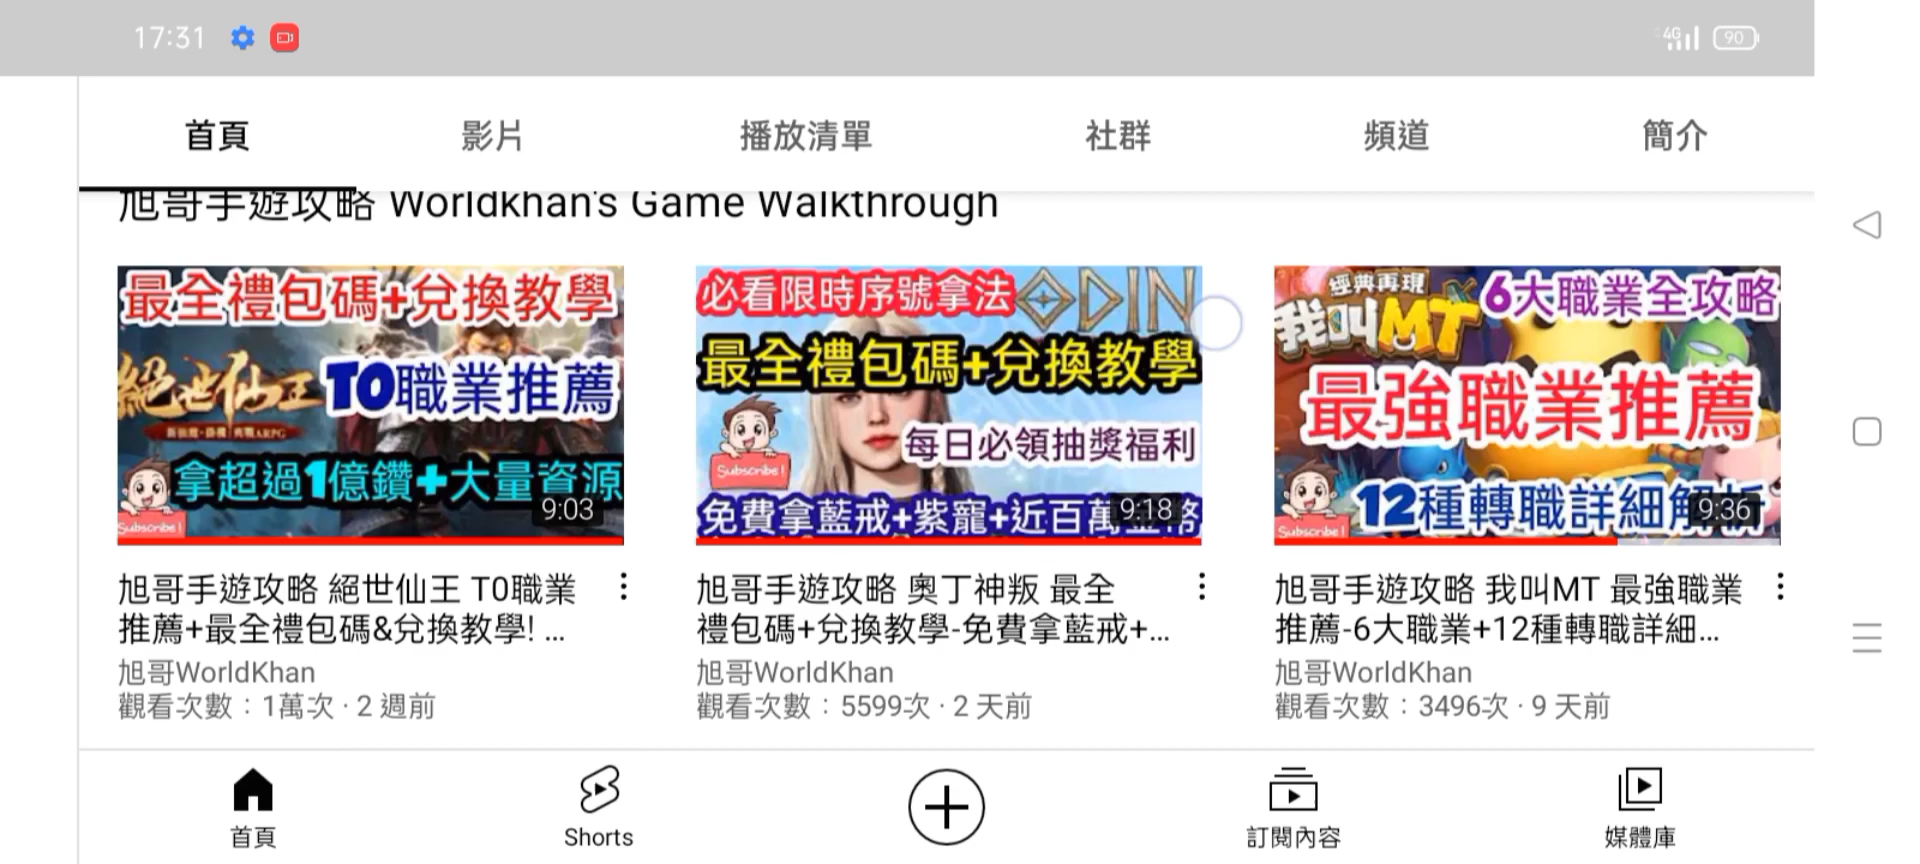 17:31
4G
90
首頁
影片
播放清單
社群
頻道
簡介
旭哥手遊攻略 Worldkhan's Game Walkthrough
最全禮包碼+兌換教學
絕世仙王
T0職業推薦
拿超過1億鑽+大量資源
Subscribe!
9:03
必看限時序號拿法
ODIN
最全禮包碼+兌換教學
每日必領抽獎福利
Subscribe!
免費拿藍戒+紫寵+近百萬金幣
9:18
經典再現
我叫MT
6大職業全攻略
最強職業推薦
12種轉職詳細解析
Subscribe!
9:36
旭哥手遊攻略 絕世仙王 T0職業
推薦+最全禮包碼&兌換教學! ...
旭哥WorldKhan
觀看次數：1萬次 · 2 週前
旭哥手遊攻略 奧丁神叛 最全
禮包碼+兌換教學-免費拿藍戒+...
旭哥WorldKhan
觀看次數：5599次 · 2 天前
旭哥手遊攻略 我叫MT 最強職業
推薦-6大職業+12種轉職詳細...
旭哥WorldKhan
觀看次數：3496次 · 9 天前
首頁
Shorts
訂閱內容
媒體庫